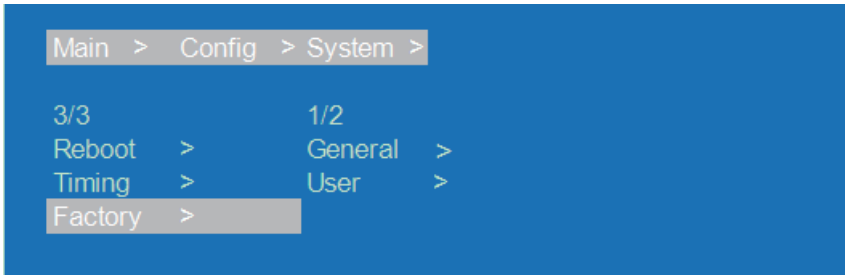 Main > Config > System >
3/3 1/2
Reboot > General >
Timing > User >
Factory >